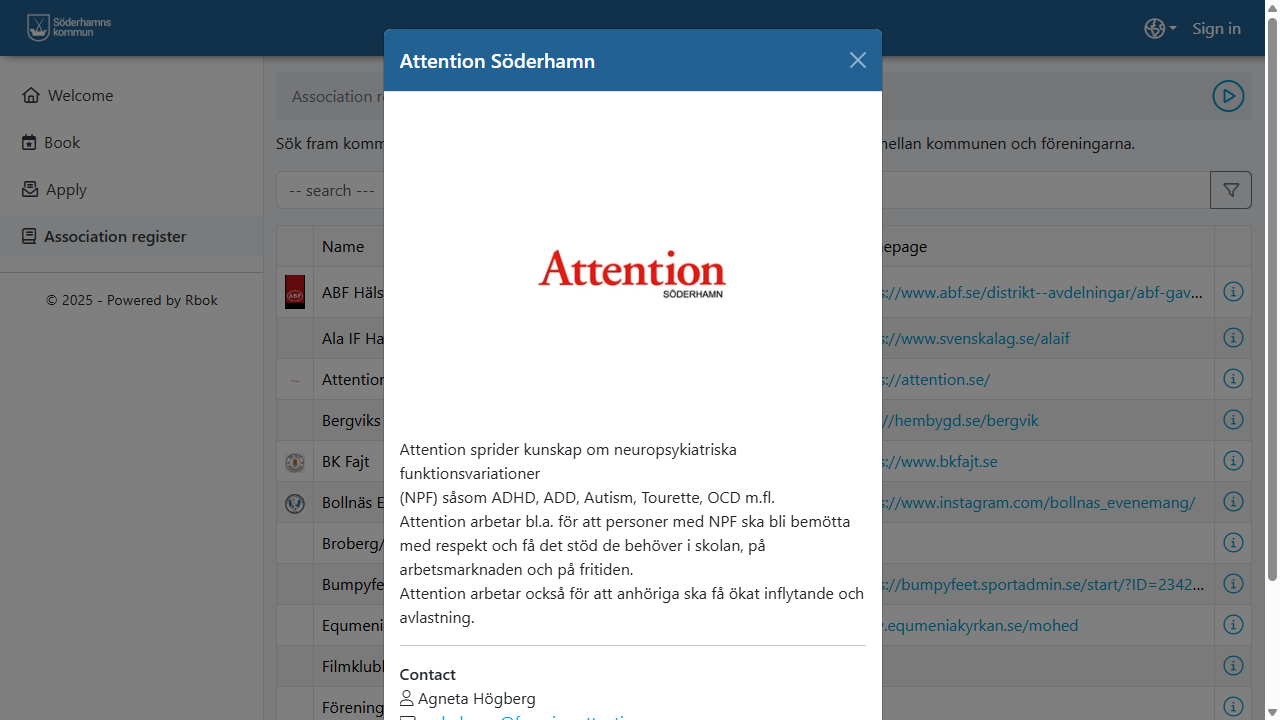 Söderhamns
kommun
Sign in
Attention Söderhamn
Welcome
Book
Apply
Association register
© 2025 - Powered by Rbok
Association re
Sök fram komm
mellan kommunen och föreningarna.
-- search ---
Name
epage
ABF Häls
s://www.abf.se/distrikt--avdelningar/abf-gav...
Ala IF Ha
s://www.svenskalag.se/alaif
Attention
s://attention.se/
Bergviks
://hembygd.se/bergvik
BK Fajt
s://www.bkfajt.se
Bollnäs E
s://www.instagram.com/bollnas_evenemang/
Broberg/
Bumpyfe
s://bumpyfeet.sportadmin.se/start/?ID=2342...
Equmeni
.equmeniakyrkan.se/mohed
Filmklubb
Förening
Attention
SÖDERHAMN
Attention sprider kunskap om neuropsykiatriska
funktionsvariationer
(NPF) såsom ADHD, ADD, Autism, Tourette, OCD m.fl.
Attention arbetar bl.a. för att personer med NPF ska bli bemötta
med respekt och få det stöd de behöver i skolan, på
arbetsmarknaden och på fritiden.
Attention arbetar också för att anhöriga ska få ökat inflytande och
avlastning.
Contact
Agneta Högberg